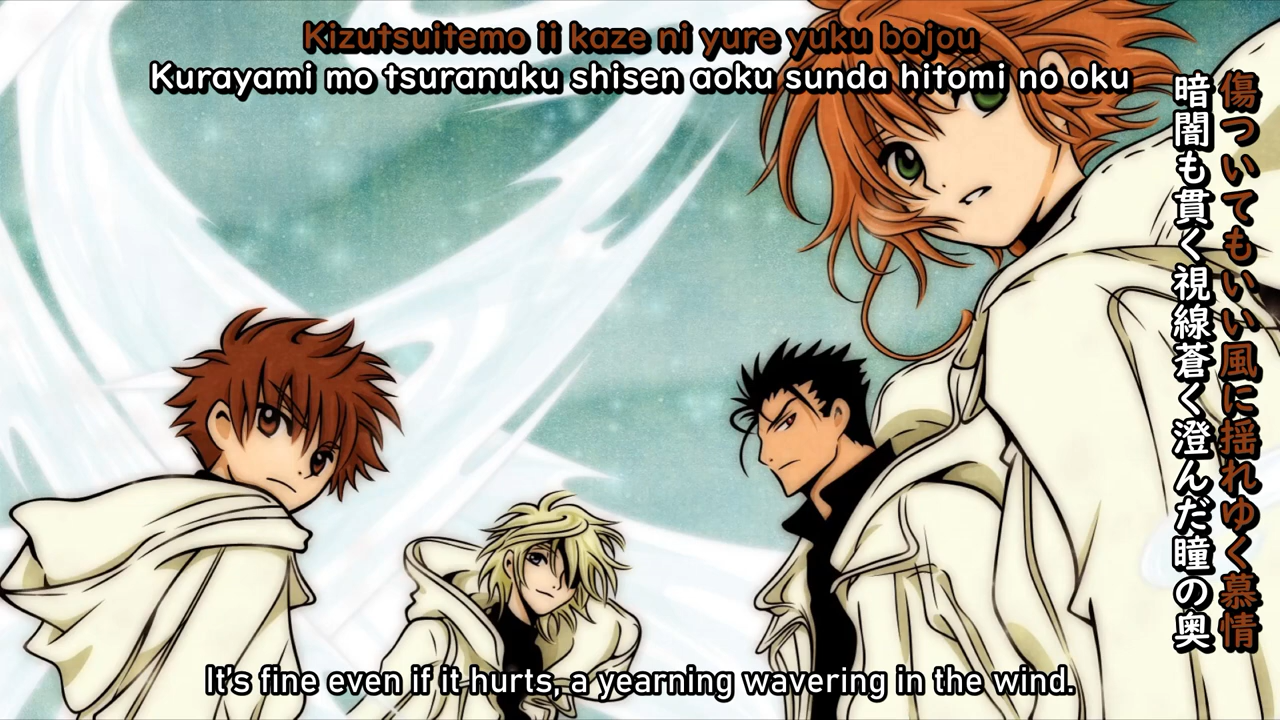 Kizutsuitemo ii kaze ni yure yuku bojou
Kurayami mo tsuranuku shisen aoku sunda hitomi no oku
傷ついてもいい風に揺れゆく慕情
暗闇も貫く視線蒼く澄んだ瞳の奥
It's fine even if it hurts, a yearning wavering in the wind.